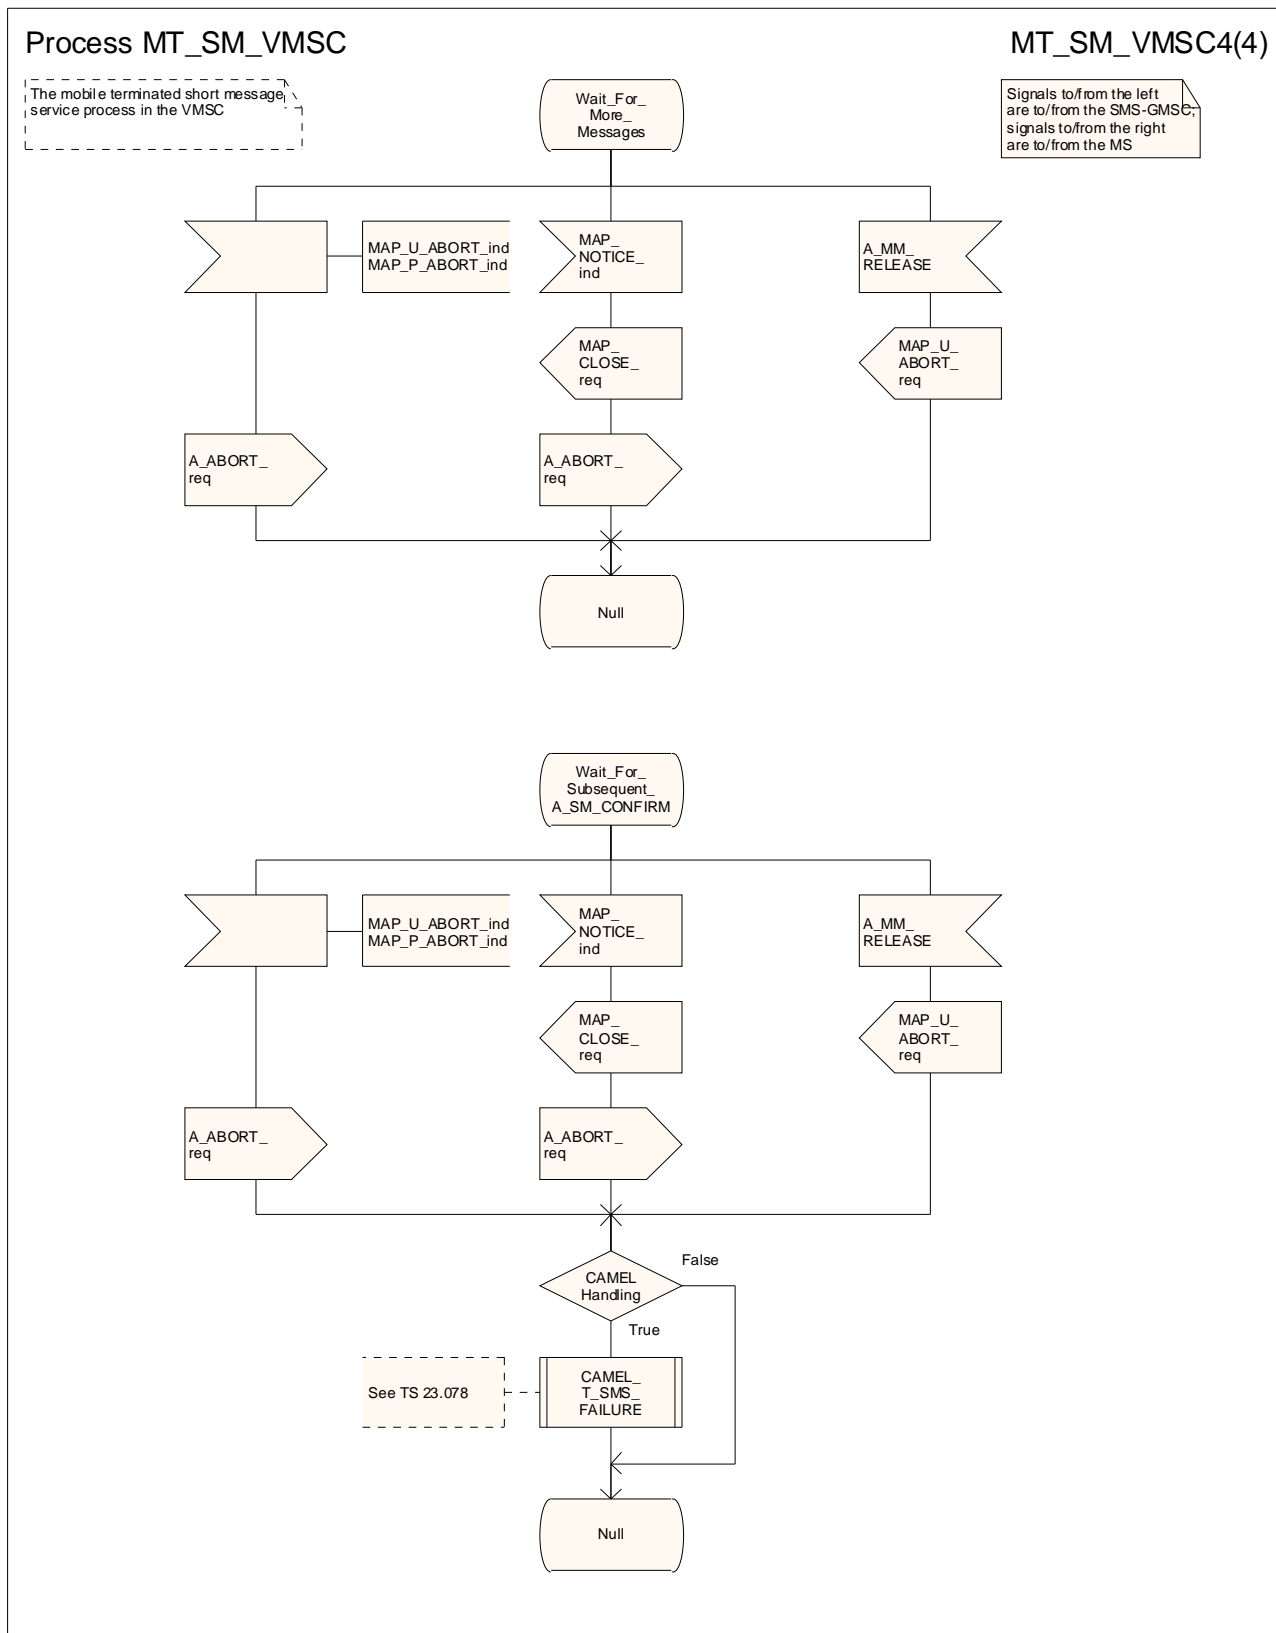 Process MT_SM_VMSC
MT_SM_VMSC4(4)
The mobile terminated short message
service process in the VMSC
Signals to/from the left
are to/from the SMS-GMSC;
signals to/from the right
are to/from the MS
Wait_For_
More_
Messages
MAP_U_ABORT_ind
MAP_P_ABORT_ind
MAP_
NOTICE_
ind
A_MM_
RELEASE
MAP_
CLOSE_
req
MAP_U_
ABORT_
req
A_ABORT_
req
A_ABORT_
req
Null
Wait_For_
Subsequent_
A_SM_CONFIRM
MAP_U_ABORT_ind
MAP_P_ABORT_ind
MAP_
NOTICE_
ind
A_MM_
RELEASE
MAP_
CLOSE_
req
MAP_U_
ABORT_
req
A_ABORT_
req
A_ABORT_
req
False
CAMEL
Handling
True
See TS 23.078
CAMEL_
T_SMS_
FAILURE
Null